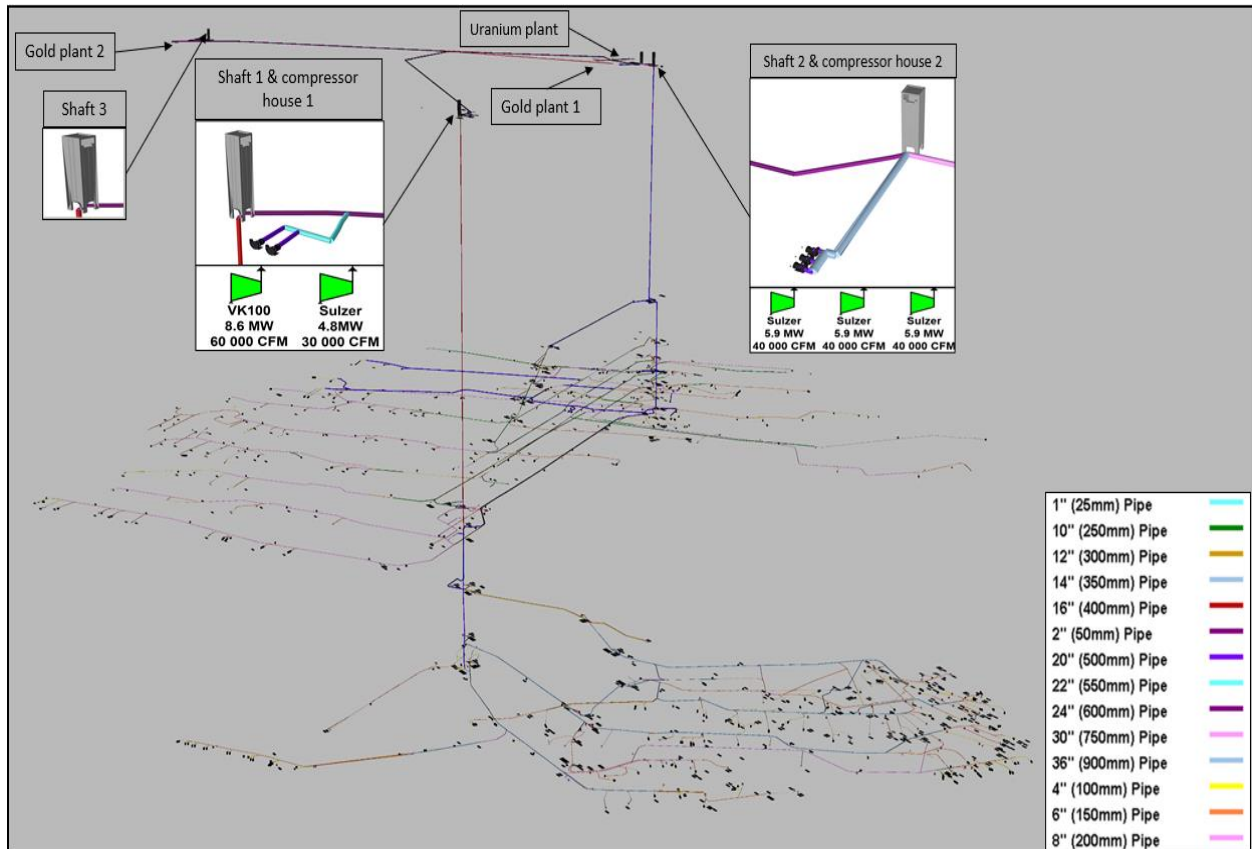 Gold plant 2
Shaft 3
Shaft 1 & compressor
house 1
VK100
8.6 MW
60 000 CFM
Sulzer
4.8MW
30 000 CFM
Uranium plant
Gold plant 1
Shaft 2 & compressor house 2
Sulzer
5.9 MW
40 000 CFM
Sulzer
5.9 MW
40 000 CFM
Sulzer
5.9 MW
40 000 CFM
1" (25mm) Pipe
10" (250mm) Pipe
12" (300mm) Pipe
14" (350mm) Pipe
16" (400mm) Pipe
2" (50mm) Pipe
20" (500mm) Pipe
22" (550mm) Pipe
24" (600mm) Pipe
30" (750mm) Pipe
36" (900mm) Pipe
4" (100mm) Pipe
6" (150mm) Pipe
8" (200mm) Pipe